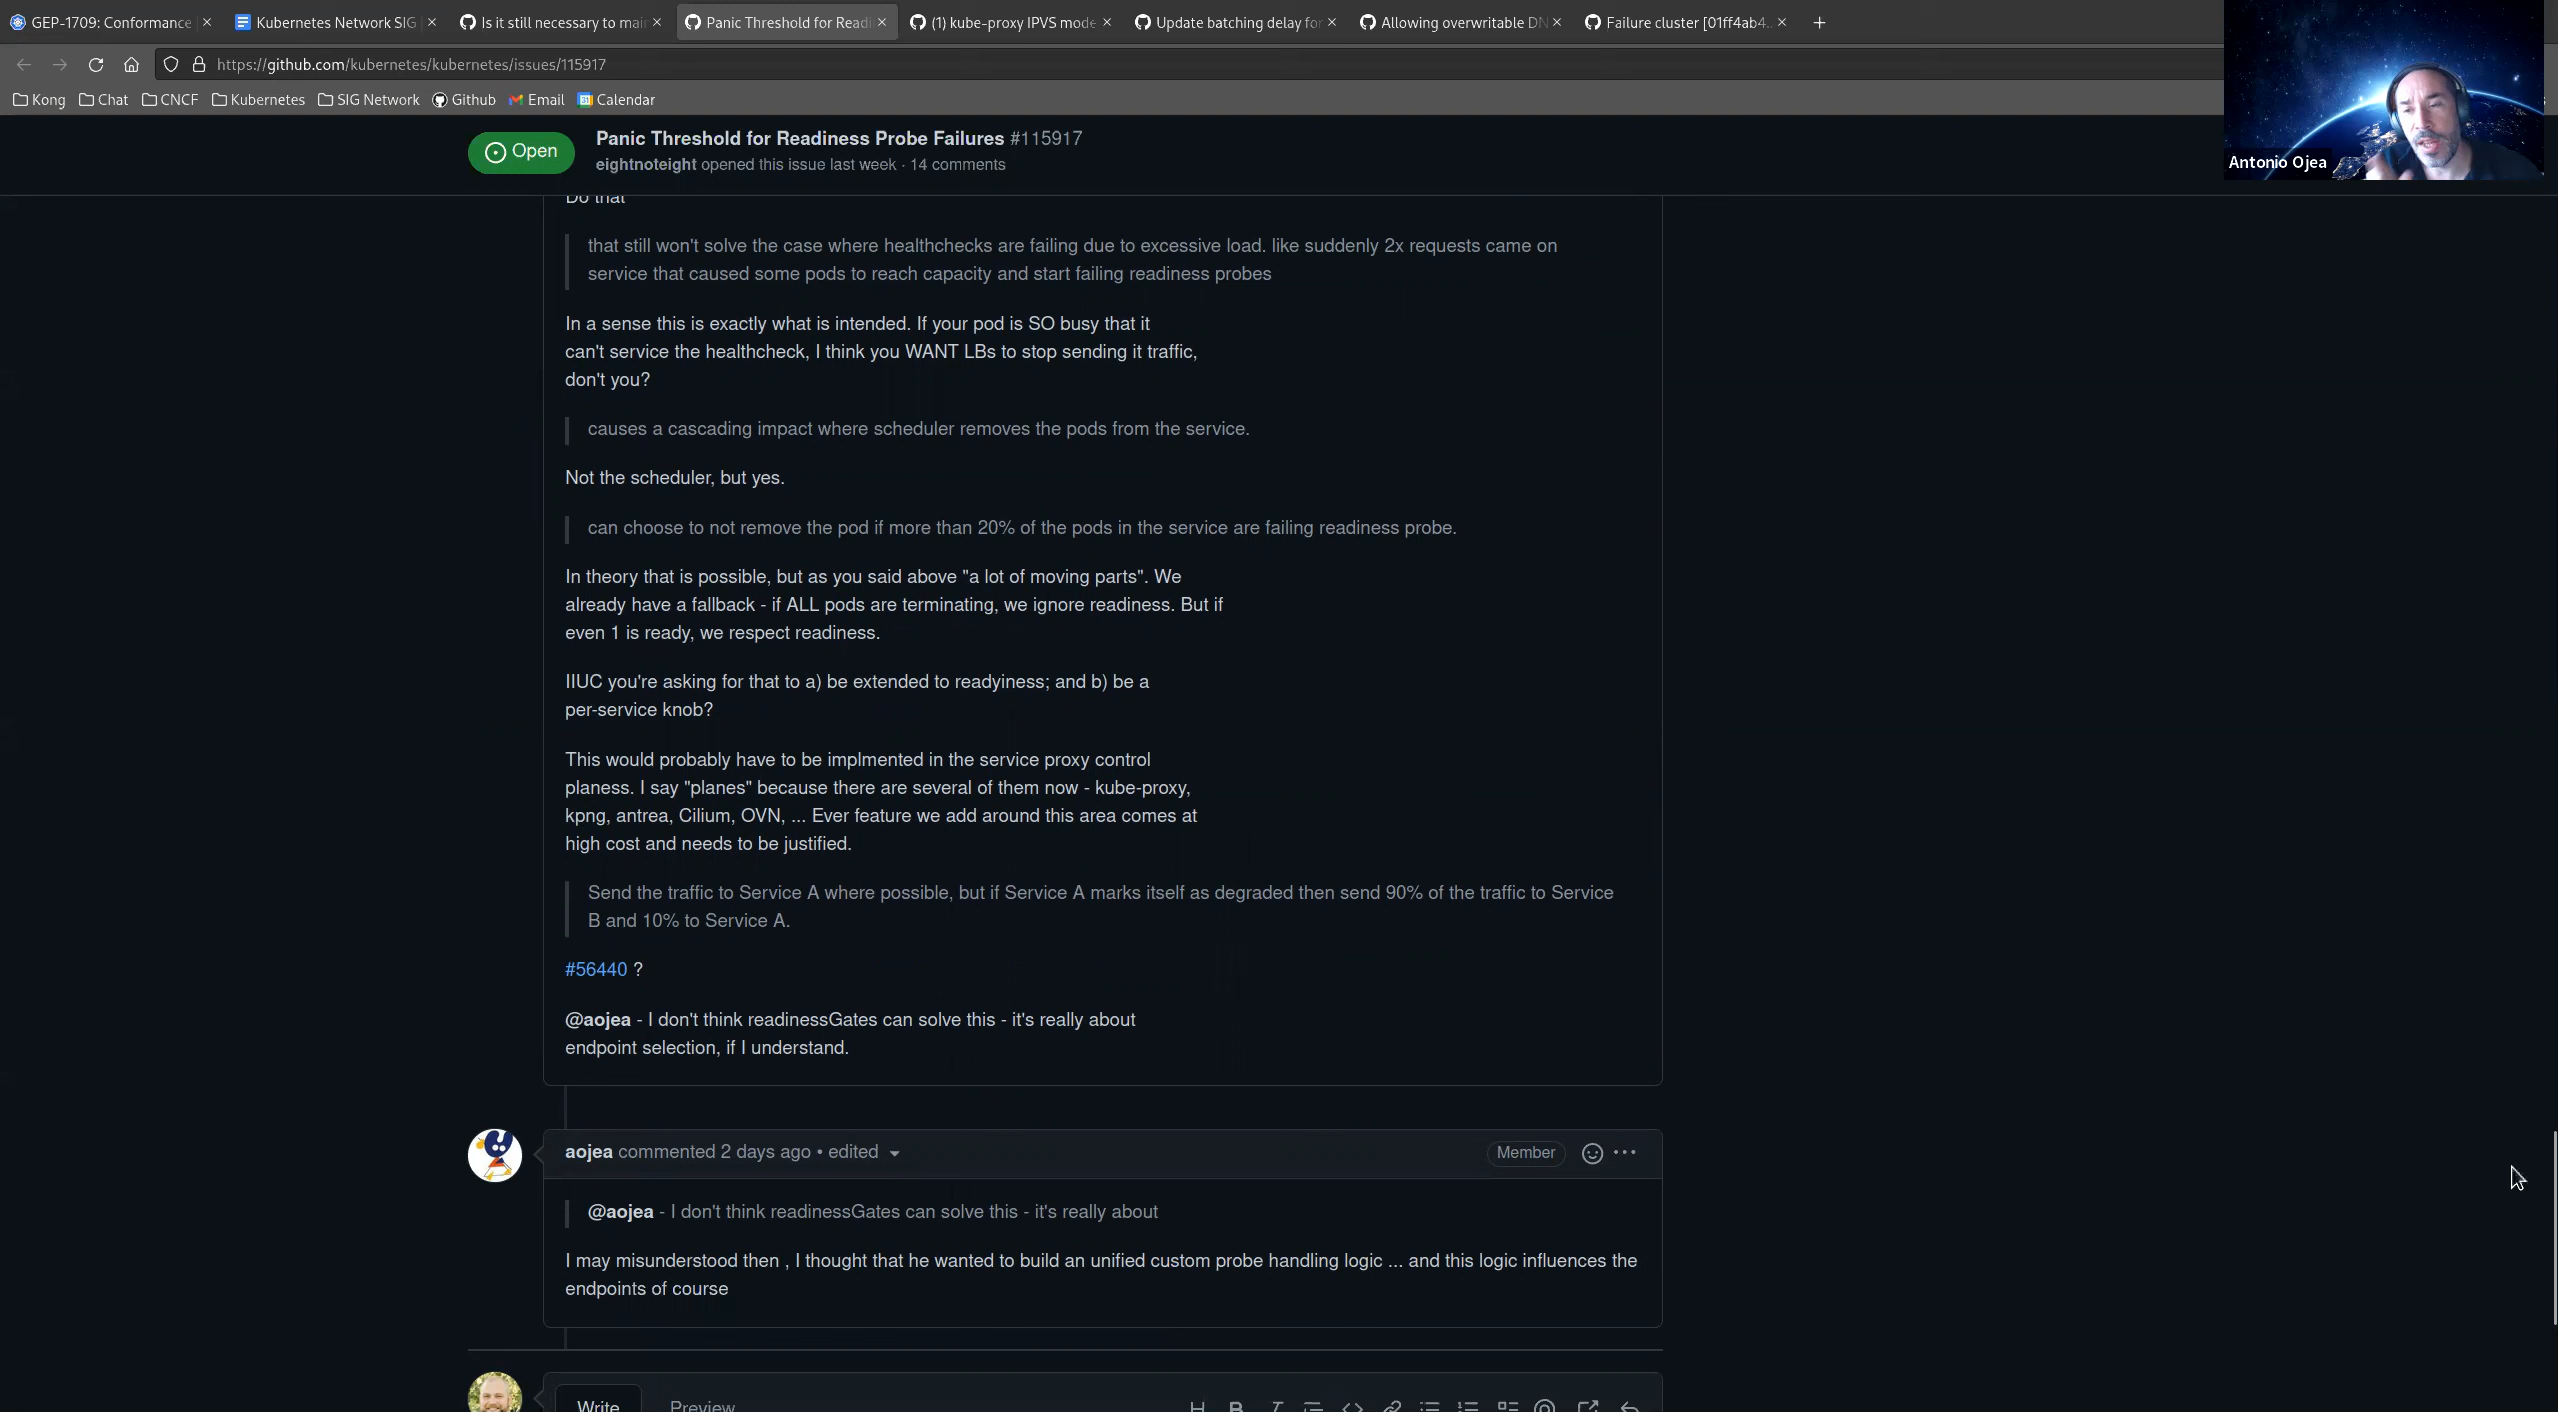 GEP-1709: Conformance
Kubernetes Network SIG
Is it still necessary to mai
Panic Threshold for Readi
(1) kube-proxy IPVS mode
Update batching delay for
Allowing overwritable DN
Failure cluster [01ff4ab4..
https://github.com/kubernetes/kubernetes/issues/115917
Kong Chat CNCF Kubernetes SIG Network Github Email Calendar
Antonio Ojea
Open
Panic Threshold for Readiness Probe Failures #115917
eightnoteight opened this issue last week · 14 comments
Do that
that still won't solve the case where healthchecks are failing due to excessive load. like suddenly 2x requests came on
service that caused some pods to reach capacity and start failing readiness probes
In a sense this is exactly what is intended. If your pod is SO busy that it
can't service the healthcheck, I think you WANT LBs to stop sending it traffic,
don't you?
causes a cascading impact where scheduler removes the pods from the service.
Not the scheduler, but yes.
can choose to not remove the pod if more than 20% of the pods in the service are failing readiness probe.
In theory that is possible, but as you said above "a lot of moving parts". We
already have a fallback - if ALL pods are terminating, we ignore readiness. But if
even 1 is ready, we respect readiness.
IIUC you're asking for that to a) be extended to readyiness; and b) be a
per-service knob?
This would probably have to be implmented in the service proxy control
planess. I say "planes" because there are several of them now - kube-proxy,
kpng, antrea, Cilium, OVN, ... Ever feature we add around this area comes at
high cost and needs to be justified.
Send the traffic to Service A where possible, but if Service A marks itself as degraded then send 90% of the traffic to Service
B and 10% to Service A.
#56440 ?
@aojea - I don't think readinessGates can solve this - it's really about
endpoint selection, if I understand.
aojea commented 2 days ago • edited
Member
@aojea - I don't think readinessGates can solve this - it's really about
I may misunderstood then , I thought that he wanted to build an unified custom probe handling logic ... and this logic influences the
endpoints of course
Write Preview